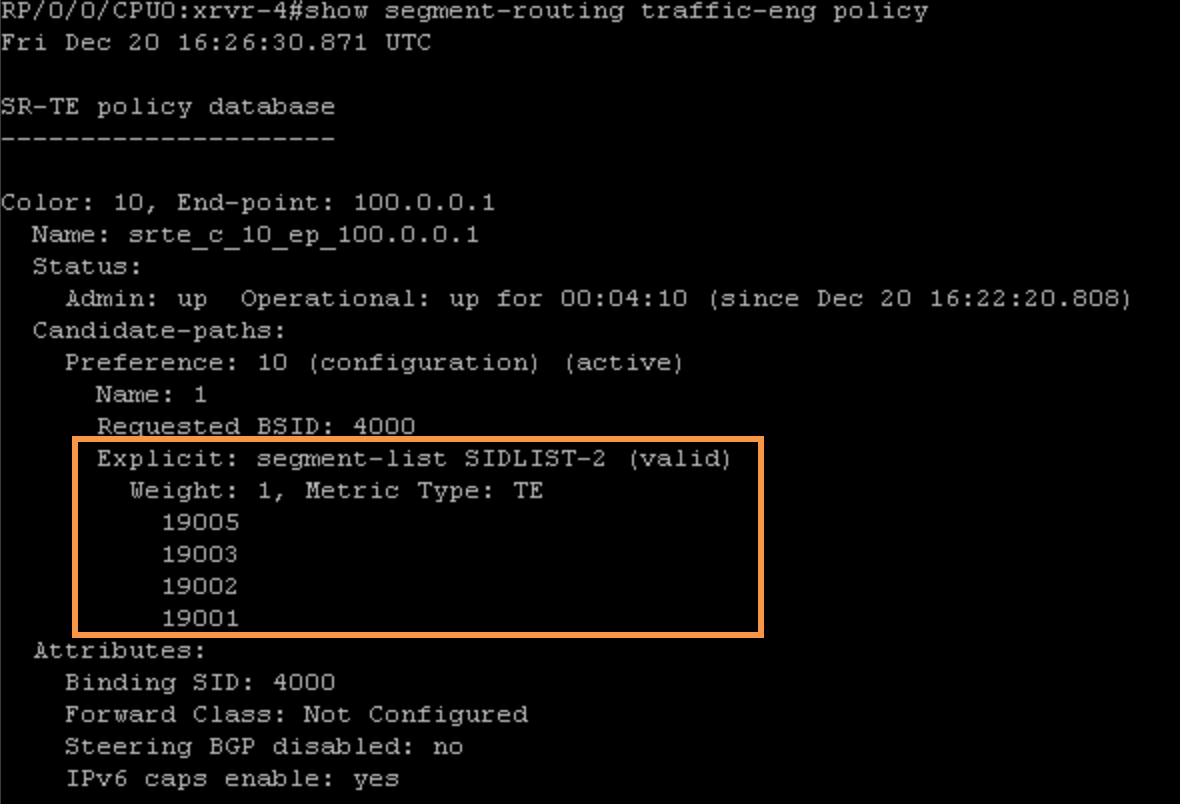 RP/0/0/CPU0:xrvr-4#show segment-routing traffic-eng policy
Fri Dec 20 16:26:30.871 UTC
SR-TE policy database
---------------------
Color: 10, End-point: 100.0.0.1
Name: srte_c_10_ep_100.0.0.1
Status:
Admin: up  Operational: up for 00:04:10 (since Dec 20 16:22:20.808)
Candidate-paths:
Preference: 10 (configuration) (active)
Name: 1
Requested BSID: 4000
Explicit: segment-list SIDLIST-2 (valid)
Weight: 1, Metric Type: TE
19005
19003
19002
19001
Attributes:
Binding SID: 4000
Forward Class: Not Configured
Steering BGP disabled: no
IPv6 caps enable: yes